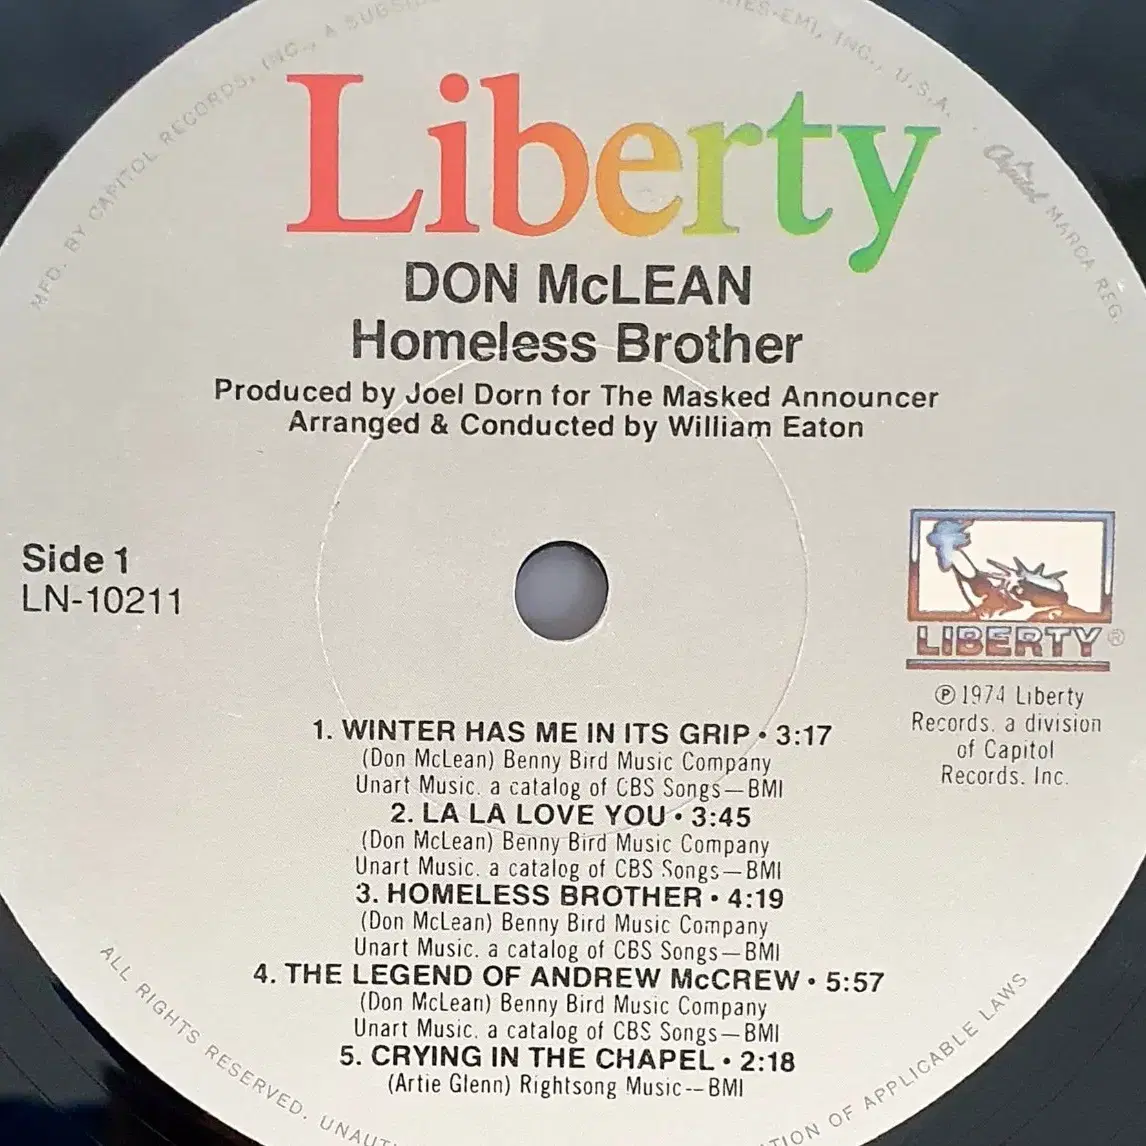 MFD. BY CAPITOL RECORDS, INC., A SUBSID
IES-EMI, INC., U.S.A.
Capitol MARCA REG.
Liberty
DON McLEAN
Homeless Brother
Produced by Joel Dorn for The Masked Announcer
Arranged & Conducted by William Eaton
Side 1
LN-10211
LIBERTY®
℗ 1974 Liberty
Records, a division
of Capitol
Records, Inc.
1. WINTER HAS ME IN ITS GRIP • 3:17
(Don McLean) Benny Bird Music Company
Unart Music, a catalog of CBS Songs—BMI
2. LA LA LOVE YOU • 3:45
(Don McLean) Benny Bird Music Company
Unart Music, a catalog of CBS Songs—BMI
3. HOMELESS BROTHER • 4:19
(Don McLean) Benny Bird Music Company
Unart Music, a catalog of CBS Songs—BMI
4. THE LEGEND OF ANDREW McCREW • 5:57
(Don McLean) Benny Bird Music Company
Unart Music, a catalog of CBS Songs—BMI
5. CRYING IN THE CHAPEL • 2:18
(Artie Glenn) Rightsong Music--BMI
ALL RIGHTS RESERVED. UNAUT
TION OF APPLICABLE LAWS